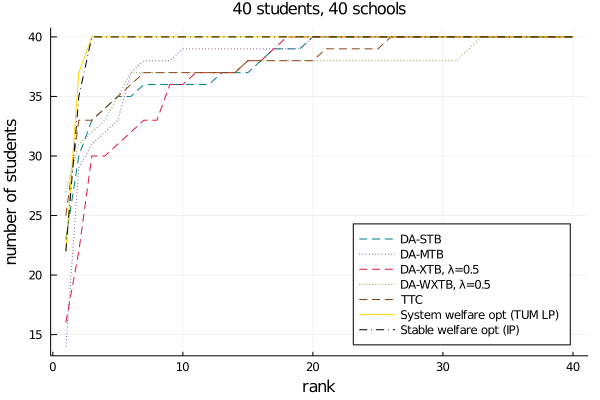 40 students, 40 schools
number of students
40
35
30
25
20
15
0
10
20
30
40
rank
DA-STB
DA-MTB
DA-XTB, λ=0.5
DA-WXTB, λ=0.5
TTC
System welfare opt (TUM LP)
Stable welfare opt (IP)